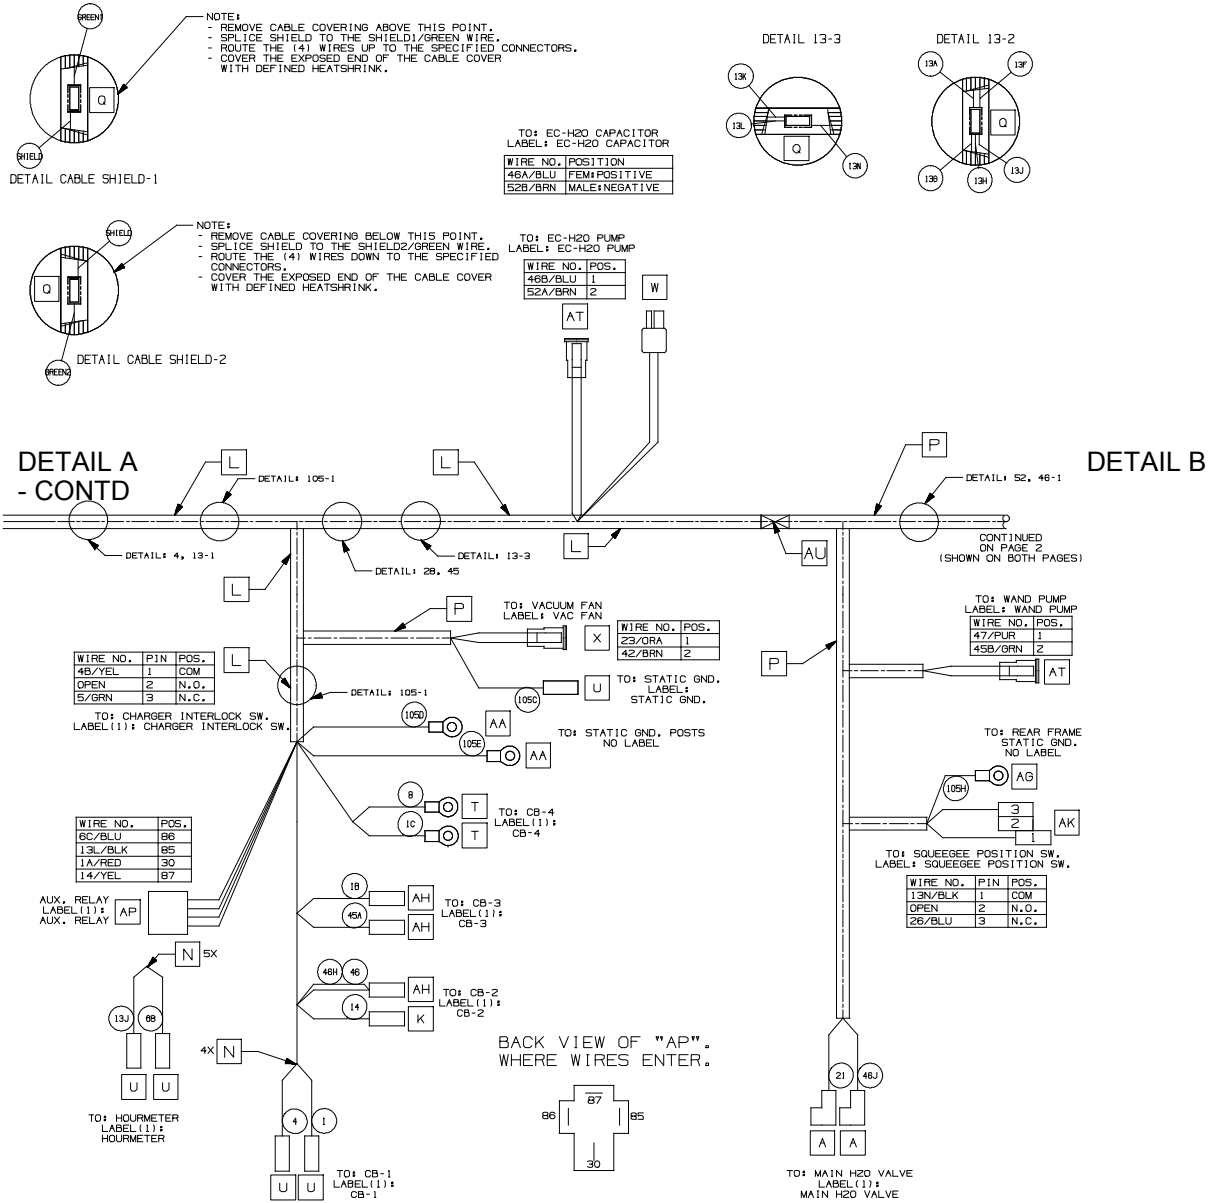 GREEN1
NOTE:
- REMOVE CABLE COVERING ABOVE THIS POINT.
- SPLICE SHIELD TO THE SHIELD1/GREEN WIRE.
- ROUTE THE (4) WIRES UP TO THE SPECIFIED CONNECTORS.
- COVER THE EXPOSED END OF THE CABLE COVER
WITH DEFINED HEATSHRINK.
Q
SHIELD
DETAIL CABLE SHIELD-1
DETAIL 13-3
13K
13L
Q
13N
DETAIL 13-2
13A
13F
Q
13H
13J
TO: EC-H2O CAPACITOR
LABEL: EC-H2O CAPACITOR
WIRE NO. POSITION
46A/BLU FEM:POSITIVE
52B/BRN MALE:NEGATIVE
SHIELD
NOTE:
- REMOVE CABLE COVERING BELOW THIS POINT.
- SPLICE SHIELD TO THE SHIELD2/GREEN WIRE.
- ROUTE THE (4) WIRES DOWN TO THE SPECIFIED
CONNECTORS.
- COVER THE EXPOSED END OF THE CABLE COVER
WITH DEFINED HEATSHRINK.
Q
DETAIL CABLE SHIELD-2
GREEN2
TO: EC-H2O PUMP
LABEL: EC-H2O PUMP
WIRE NO. POS.
46B/BLU 1
52A/BRN 2
AT
W
DETAIL A
- CONTD
L
DETAIL: 105-1
L
P
DETAIL: 52, 46-1
DETAIL B
DETAIL: 4, 13-1
L
DETAIL: 28, 45
DETAIL: 13-3
L
AU
CONTINUED
ON PAGE 2
(SHOWN ON BOTH PAGES)
P
TO: VACUUM FAN
LABEL: VAC FAN
X
WIRE NO. POS.
23/ORA 1
42/BRN 2
105C
U
TO: STATIC GND.
LABEL:
STATIC GND.
TO: WAND PUMP
LABEL: WAND PUMP
WIRE NO. POS.
47/PUR 1
45B/GRN 2
P
AT
WIRE NO. PIN POS.
4B/YEL 1 COM
OPEN 2 N.O.
5/GRN 3 N.C.
L
DETAIL: 105-1
TO: CHARGER INTERLOCK SW.
LABEL(1): CHARGER INTERLOCK SW.
105D
AA
105E
AA
TO: STATIC GND. POSTS
NO LABEL
TO: REAR FRAME
STATIC GND.
NO LABEL
105H
AG
3
2
1
AK
TO: SQUEEGEE POSITION SW.
LABEL: SQUEEGEE POSITION SW.
WIRE NO. PIN POS.
13N/BLK 1 COM
OPEN 2 N.O.
26/BLU 3 N.C.
8
T
1C
T
TO: CB-4
LABEL(1):
CB-4
WIRE NO. POS.
6C/BLU 86
13L/BLK 85
1A/RED 30
14/YEL 87
AUX. RELAY
LABEL(1):
AUX. RELAY
AP
1B
AH
45A
AH
TO: CB-3
LABEL(1):
CB-3
N 5X
13J
6B
U
U
TO: HOURMETER
LABEL(1):
HOURMETER
46H
46
AH
14
K
TO: CB-2
LABEL(1):
CB-2
4X N
4
1
U
U
TO: CB-1
LABEL(1):
CB-1
BACK VIEW OF "AP".
WHERE WIRES ENTER.
87
86
85
30
21
46J
A
A
TO: MAIN H2O VALVE
LABEL(1):
MAIN H2O VALVE